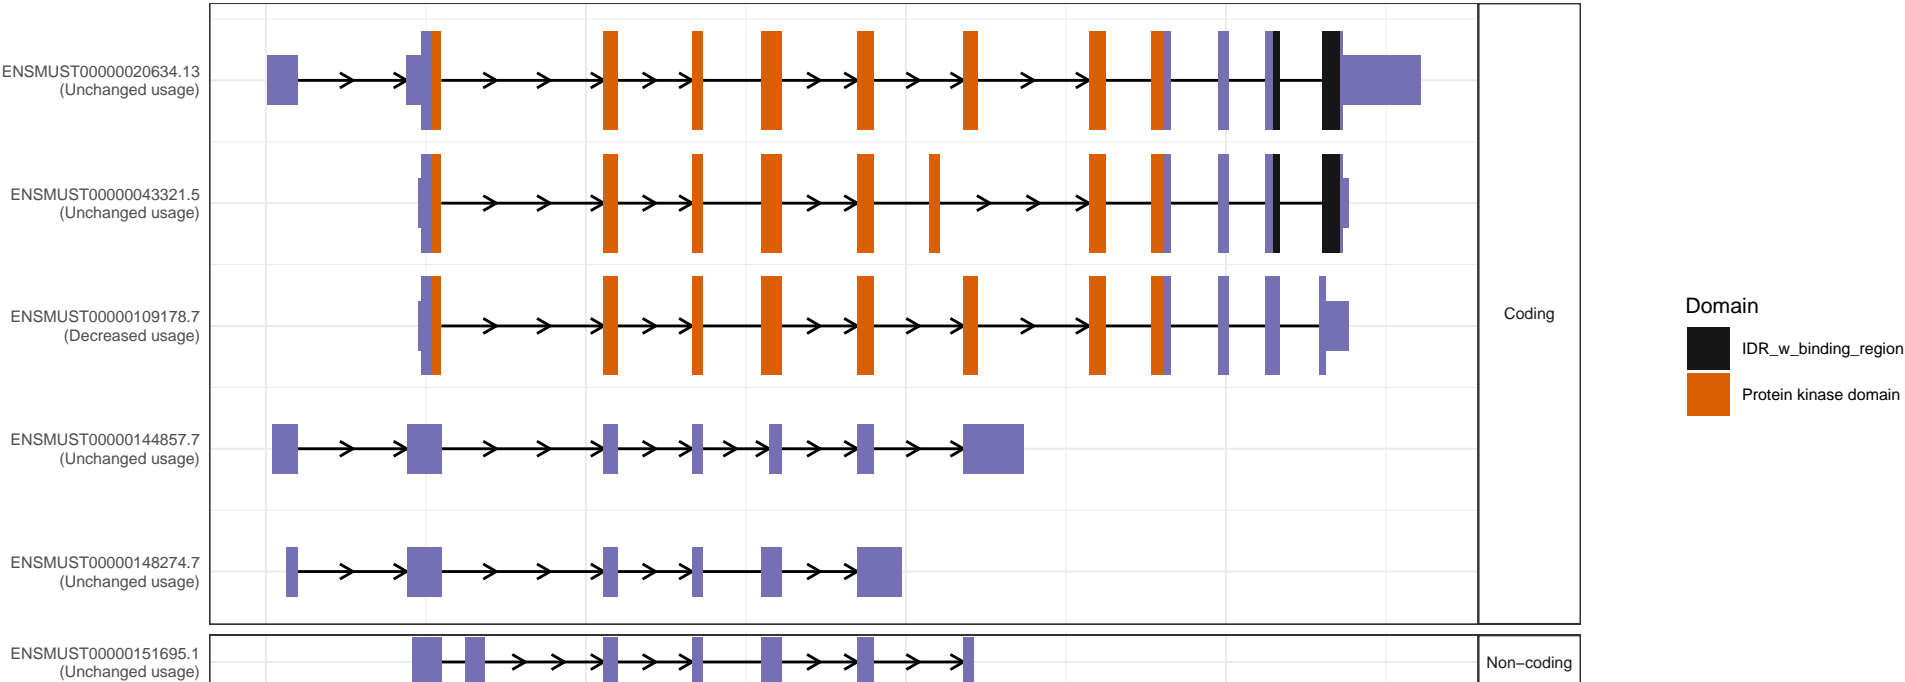 ENSMUST00000020634.13
(Unchanged usage)
ENSMUST00000043321.5
(Unchanged usage)
ENSMUST00000109178.7
(Decreased usage)
ENSMUST00000144857.7
(Unchanged usage)
ENSMUST00000148274.7
(Unchanged usage)
ENSMUST00000151695.1
(Unchanged usage)
Coding
Non−coding
Domain
IDR_w_binding_region
Protein kinase domain